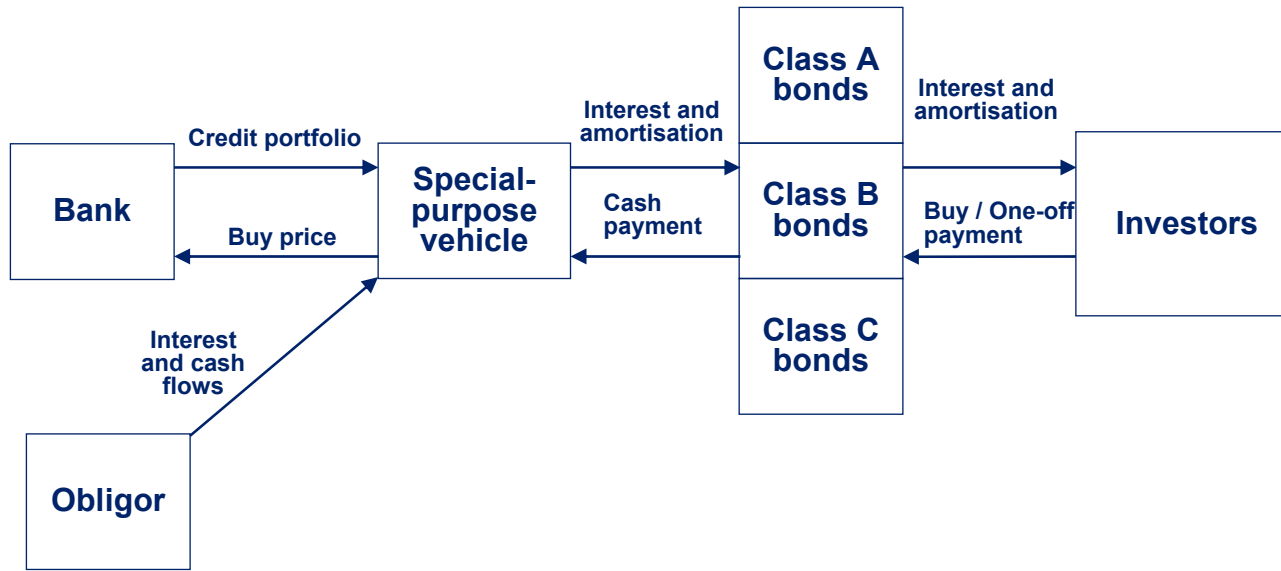 Class A
bonds
Interest and
amortisation
Interest and
amortisation
Credit portfolio
Bank
Special-
purpose
vehicle
Class B
bonds
Investors
Cash
payment
Buy / One-off
payment
Buy price
Class C
bonds
Interest
and cash
flows
Obligor